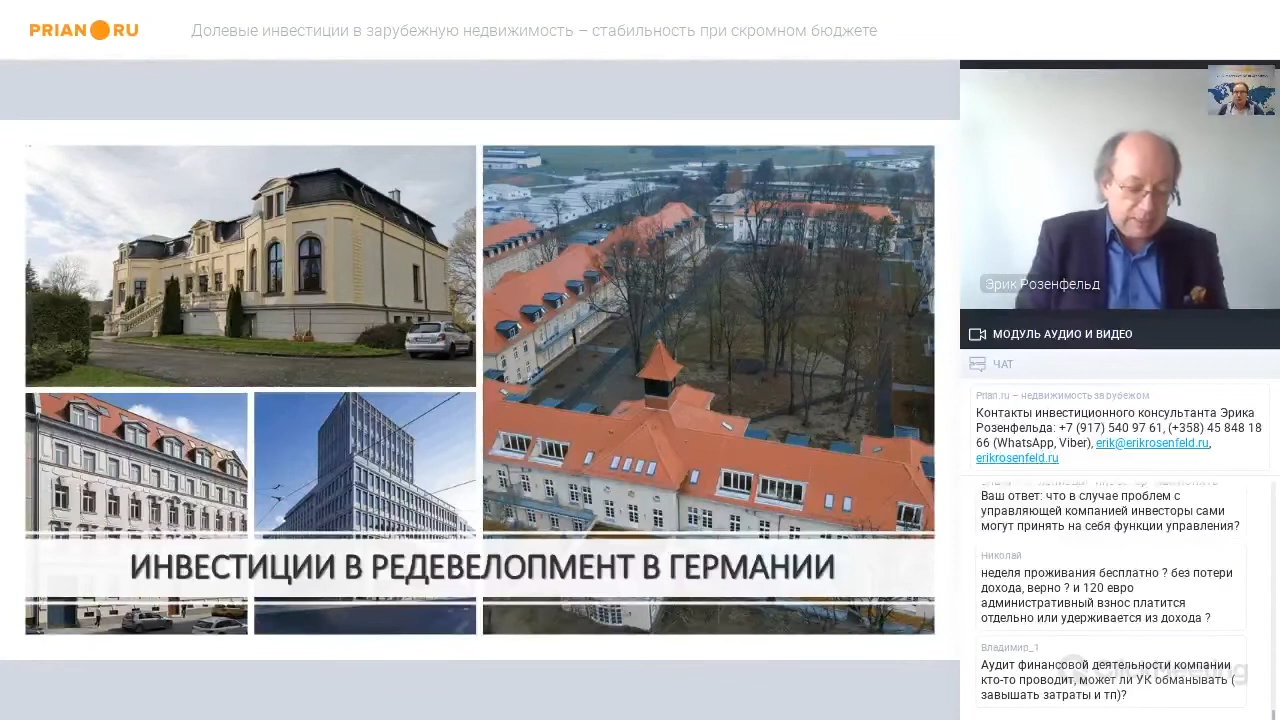 PRIAN RU
Долевые инвестиции в зарубежную недвижимость – стабильность при скромном бюджете
ИНВЕСТИЦИИ В РЕДЕВЕЛОПМЕНТ В ГЕРМАНИИ
Эрик Розенфельд
МОДУЛЬ АУДИО И ВИДЕО
ЧАТ
Prian.ru – недвижимость за рубежом
Контакты инвестиционного консультанта Эрика
Розенфельда: +7 (917) 540 97 61, (+358) 45 848 18
66 (WhatsApp, Viber), erik@erikrosenfeld.ru,
erikrosenfeld.ru
Ваш ответ: что в случае проблем с
управляющей компанией инвесторы сами
могут принять на себя функции управления?
Николай
неделя проживания бесплатно ? без потери
дохода, верно ? и 120 евро
административный взнос платится
отдельно или удерживается из дохода ?
Владимир_1
Аудит финансовой деятельности компании
кто-то проводит, может ли УК обманывать (
завышать затраты и тп)?